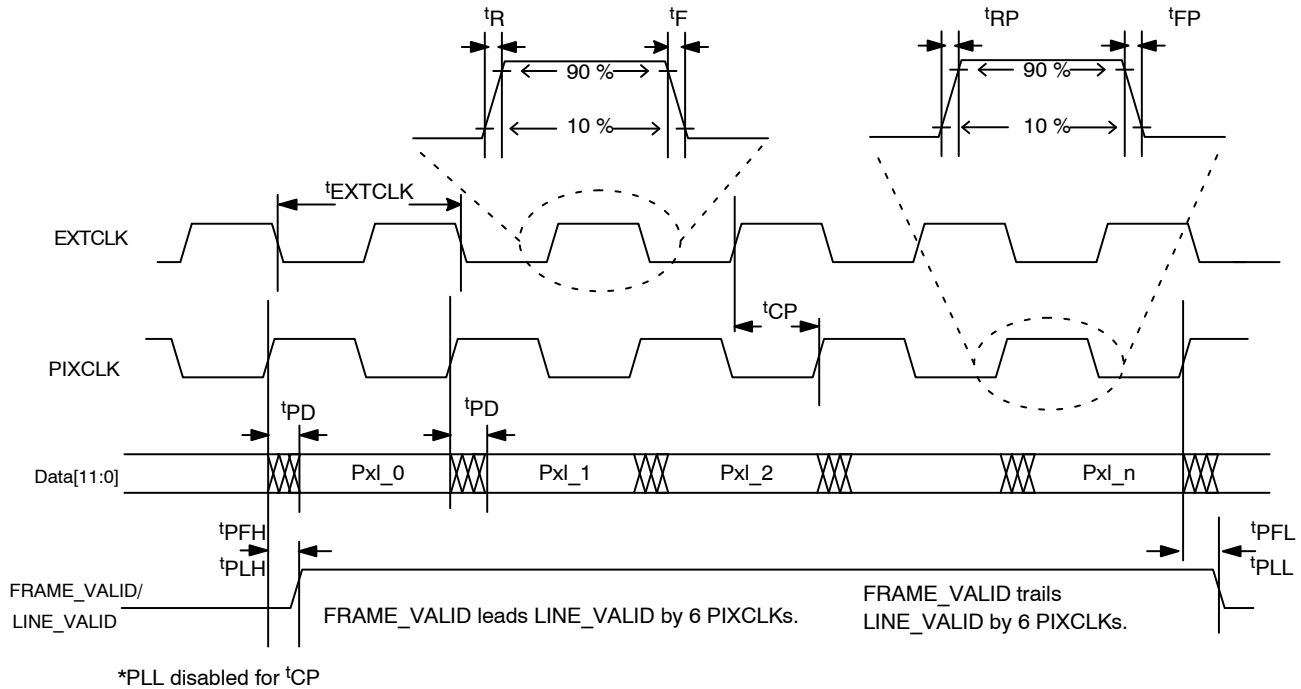 tR
tF
tRP
tFP
90 %
90 %
10 %
10 %
tEXTCLK
EXTCLK
tCP
PIXCLK
tPD
tPD
Data[11:0]
Pxl_0
Pxl_1
Pxl_2
Pxl_n
tPFH
tPLH
tPFL
tPLL
FRAME_VALID/
LINE_VALID
FRAME_VALID leads LINE_VALID by 6 PIXCLKs.
FRAME_VALID trails
LINE_VALID by 6 PIXCLKs.
*PLL disabled for tCP